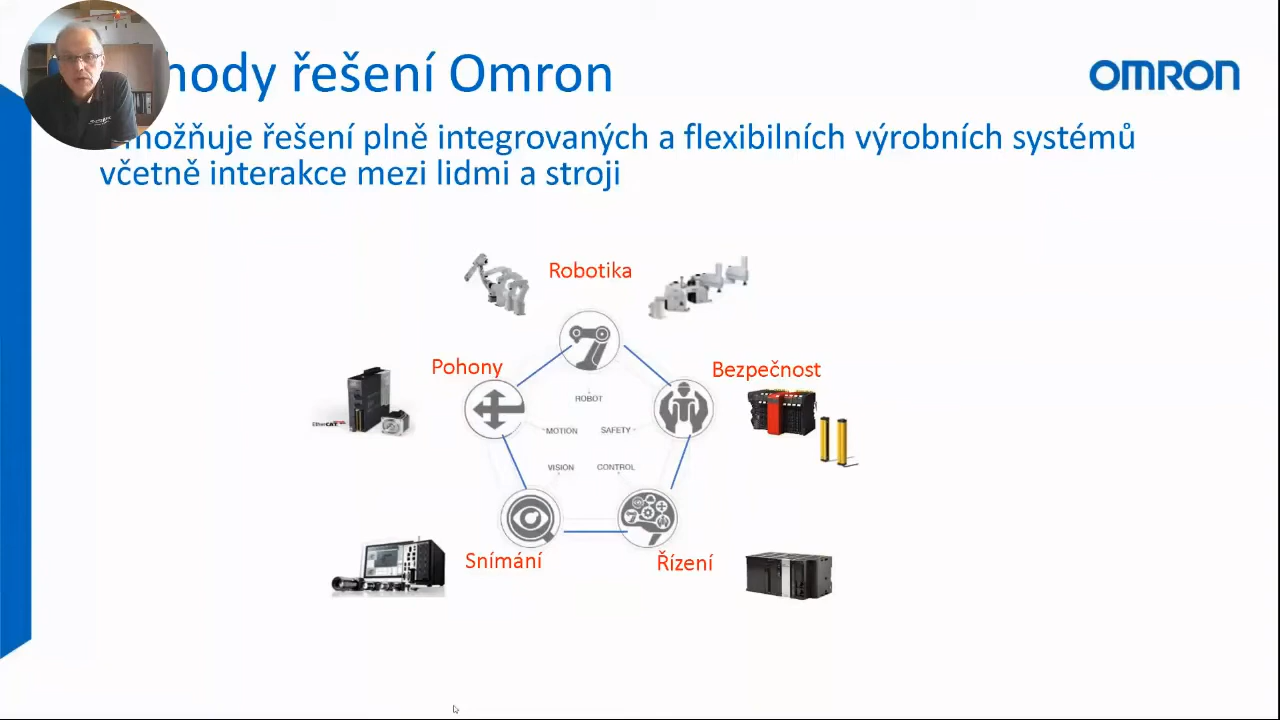 hody řešení Omron
OMRON
možňuje řešení plně integrovaných a flexibilních výrobních systémů
včetně interakce mezi lidmi a stroji
Robotika
Pohony
Bezpečnost
ROBOT
MOTION
SAFETY
VISION
CONTROL
EtherCAT
Snímání
Řízení